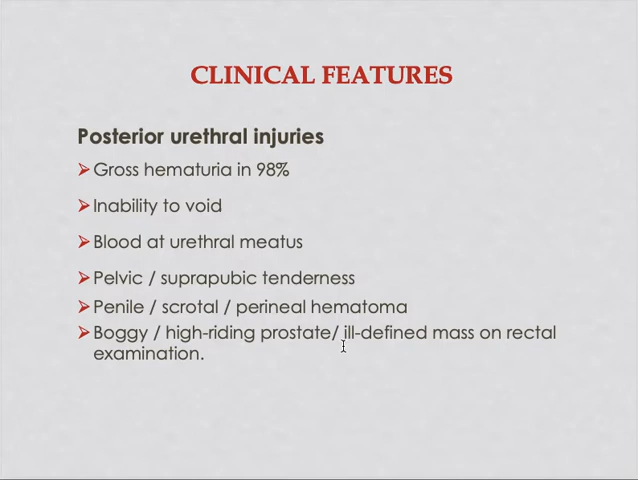 CLINICAL FEATURES
Posterior urethral injuries
Gross hematuria in 98%
Inability to void
Blood at urethral meatus
Pelvic / suprapubic tenderness
Penile / scrotal / perineal hematoma
Boggy / high-riding prostate/ ill-defined mass on rectal
examination.